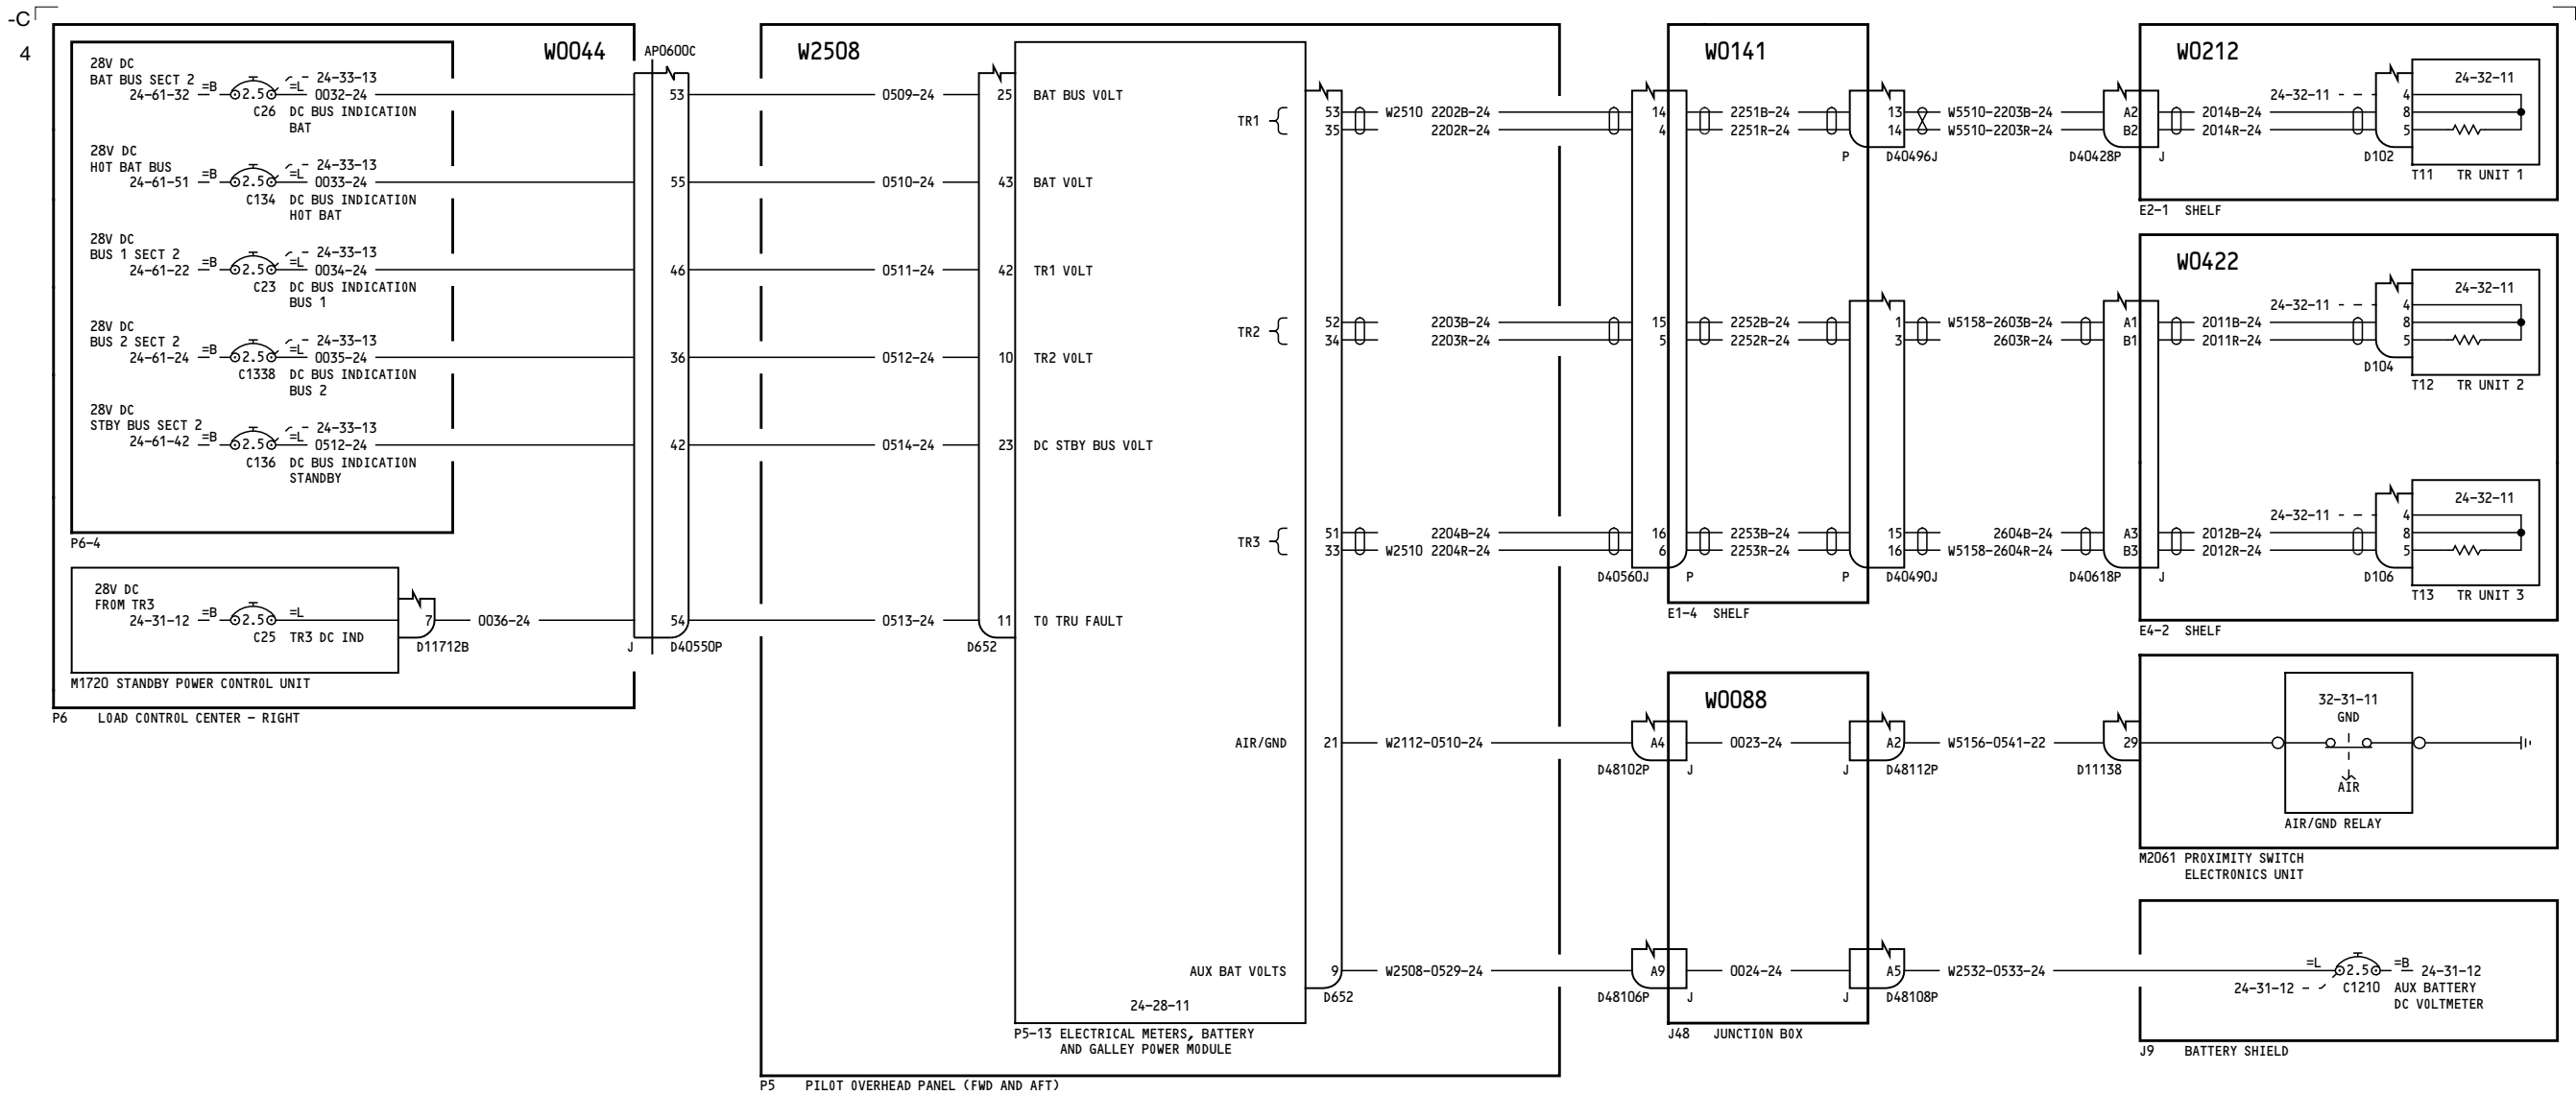 -C
4
W0044
28V DC
BAT BUS SECT 2
24-61-32 =B 2.5 =L 24-33-13
0032-24
C26 DC BUS INDICATION
BAT
28V DC
HOT BAT BUS
24-61-51 =B 2.5 =L 24-33-13
0033-24
C134 DC BUS INDICATION
HOT BAT
28V DC
BUS 1 SECT 2
24-61-22 =B 2.5 =L 24-33-13
0034-24
C23 DC BUS INDICATION
BUS 1
28V DC
BUS 2 SECT 2
24-61-24 =B 2.5 =L 24-33-13
0035-24
C1338 DC BUS INDICATION
BUS 2
28V DC
STBY BUS SECT 2
24-61-42 =B 2.5 =L 24-33-13
0512-24
C136 DC BUS INDICATION
STANDBY
P6-4
28V DC
FROM TR3
24-31-12 =B 2.5 =L
C25 TR3 DC IND
7 0036-24
D11712B
M1720 STANDBY POWER CONTROL UNIT
P6 LOAD CONTROL CENTER - RIGHT
AP0600C
53
55
46
36
42
54
J D40550P
W2508
0509-24 25 BAT BUS VOLT
0510-24 43 BAT VOLT
0511-24 42 TR1 VOLT
0512-24 10 TR2 VOLT
0514-24 23 DC STBY BUS VOLT
0513-24 11 TO TRU FAULT
D652
TR1 53 W2510 2202B-24
35 2202R-24
TR2 52 2203B-24
34 2203R-24
TR3 51 2204B-24
33 W2510 2204R-24
AIR/GND 21 W2112-0510-24
AUX BAT VOLTS 9 W2508-0529-24
D652
24-28-11
P5-13 ELECTRICAL METERS, BATTERY
AND GALLEY POWER MODULE
P5 PILOT OVERHEAD PANEL (FWD AND AFT)
W0141
14 2251B-24 13 W5510-2203B-24 A2
4 2251R-24 14 W5510-2203R-24 B2
P D40496J D40428P J
15 2252B-24 1 W5158-2603B-24 A1
5 2252R-24 3 2603R-24 B1
16 2253B-24 15 2604B-24 A3
6 2253R-24 16 W5158-2604R-24 B3
D40560J P P D40490J D40618P J
E1-4 SHELF
W0088
A4 0023-24 A2 W5156-0541-22 29
D48102P J J D48112P D11138
A9 0024-24 A5 W2532-0533-24
D48106P J J D48108P
J48 JUNCTION BOX
W0212
24-32-11
24-32-11 4
2014B-24 8
2014R-24 5
D102
T11 TR UNIT 1
E2-1 SHELF
W0422
24-32-11
24-32-11 4
2011B-24 8
2011R-24 5
D104
T12 TR UNIT 2
24-32-11
24-32-11 4
2012B-24 8
2012R-24 5
D106
T13 TR UNIT 3
E4-2 SHELF
32-31-11
GND
AIR
AIR/GND RELAY
M2061 PROXIMITY SWITCH
ELECTRONICS UNIT
=L 2.5 =B 24-31-12
24-31-12 C1210 AUX BATTERY
DC VOLTMETER
J9 BATTERY SHIELD